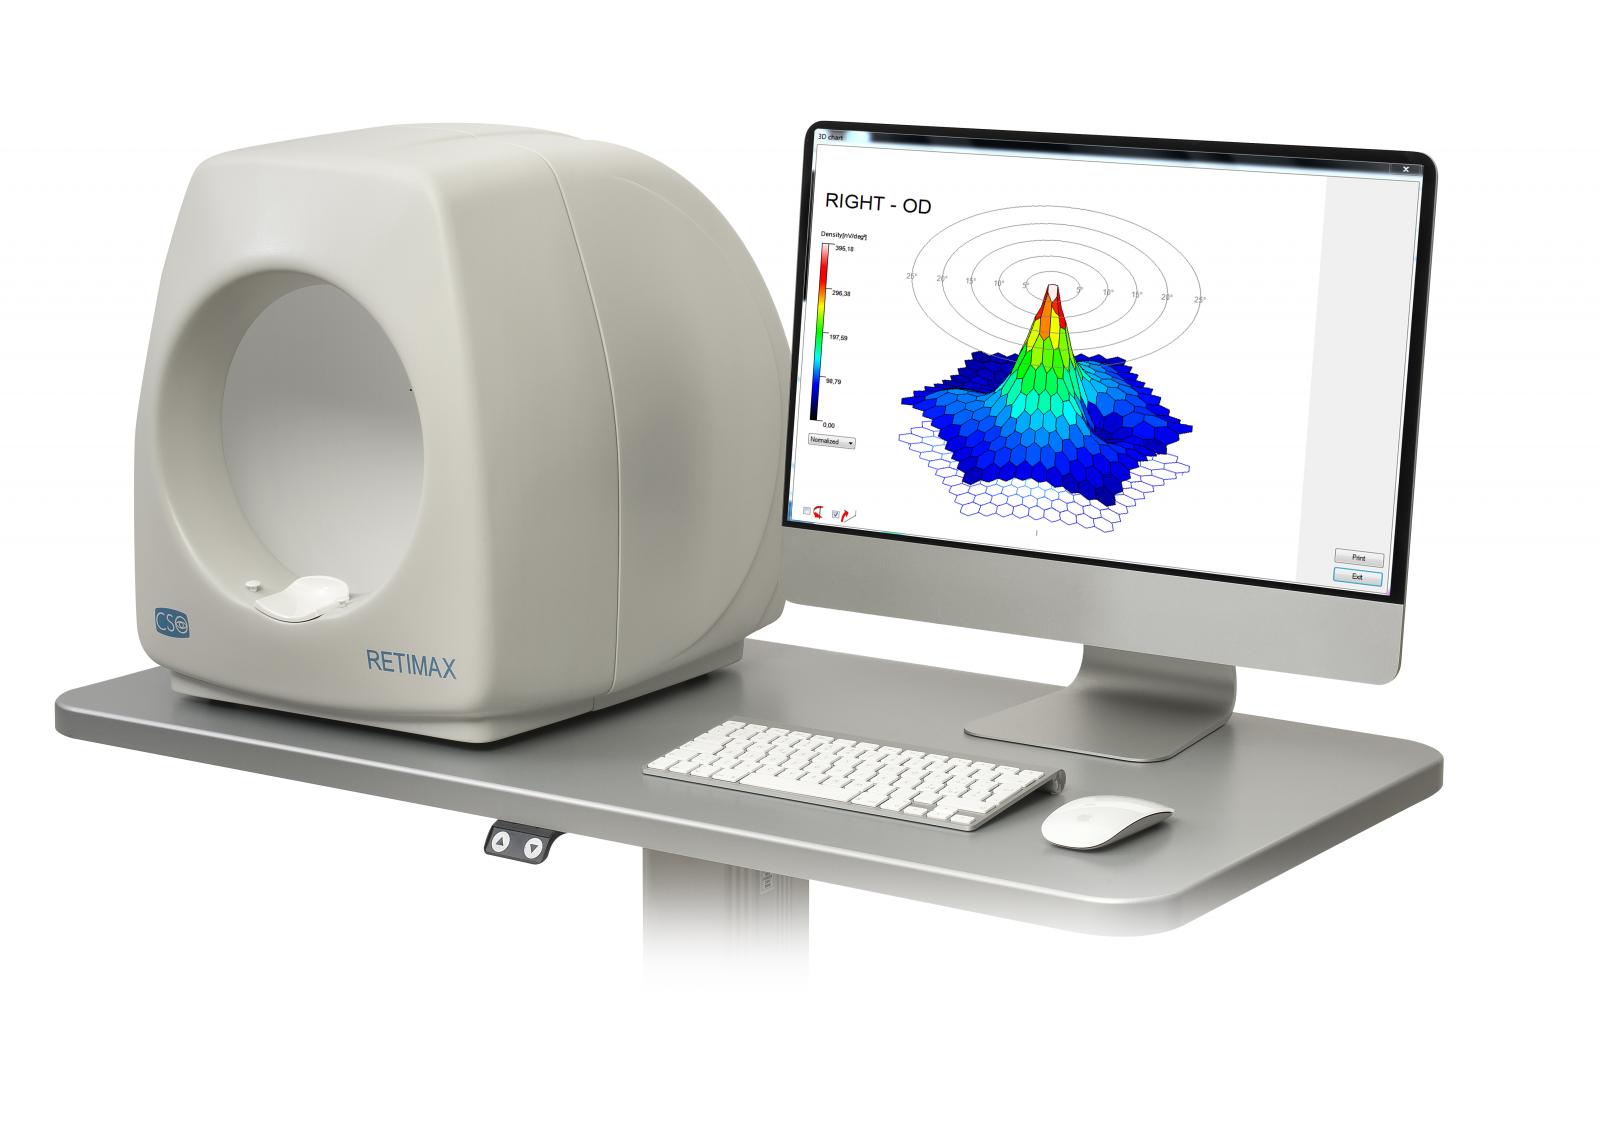 3D chart
RIGHT - OD
Density[nV/deg²]
395,18
296,38
197,59
98,79
0,00
Normalized
25° 20° 15° 10° 5° 5° 10° 15° 20° 25°
Print
Exit
CSO
RETIMAX